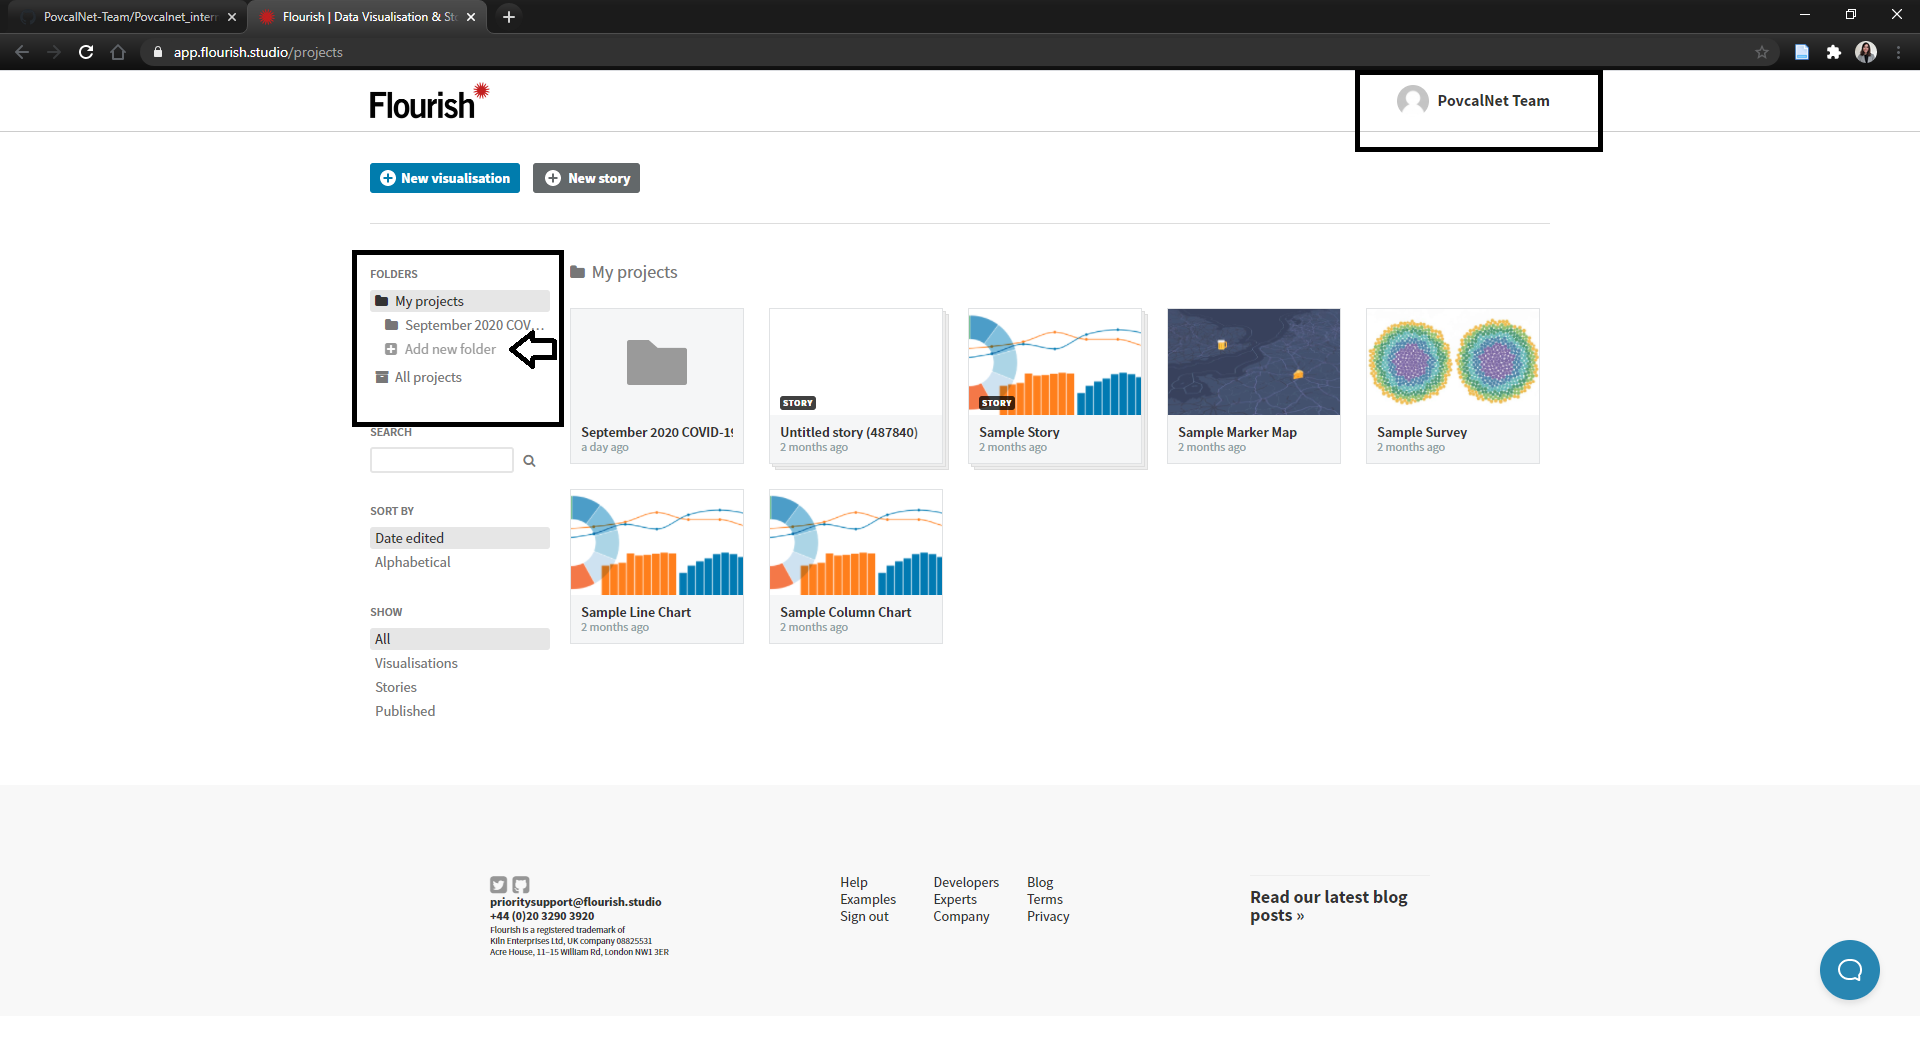 PovcalNet-Team/Povcalnet_inter
Flourish | Data Visualisation & St
app.flourish.studio/projects
Flourish
PovcalNet Team
New visualisation
New story
FOLDERS
My projects
September 2020 COV...
Add new folder
All projects
SEARCH
SORT BY
Date edited
Alphabetical
SHOW
All
Visualisations
Stories
Published
My projects
September 2020 COVID-19
a day ago
STORY
Untitled story (487840)
2 months ago
STORY
Sample Story
2 months ago
Sample Marker Map
2 months ago
Sample Survey
2 months ago
Sample Line Chart
2 months ago
Sample Column Chart
2 months ago
prioritysupport@flourish.studio
+44 (0)20 3290 3920
Flourish is a registered trademark of
Kiln Enterprises Ltd, UK company 08825531
Acre House, 11-15 William Rd, London NW1 3ER
Help
Examples
Sign out
Developers
Experts
Company
Blog
Terms
Privacy
Read our latest blog
posts »